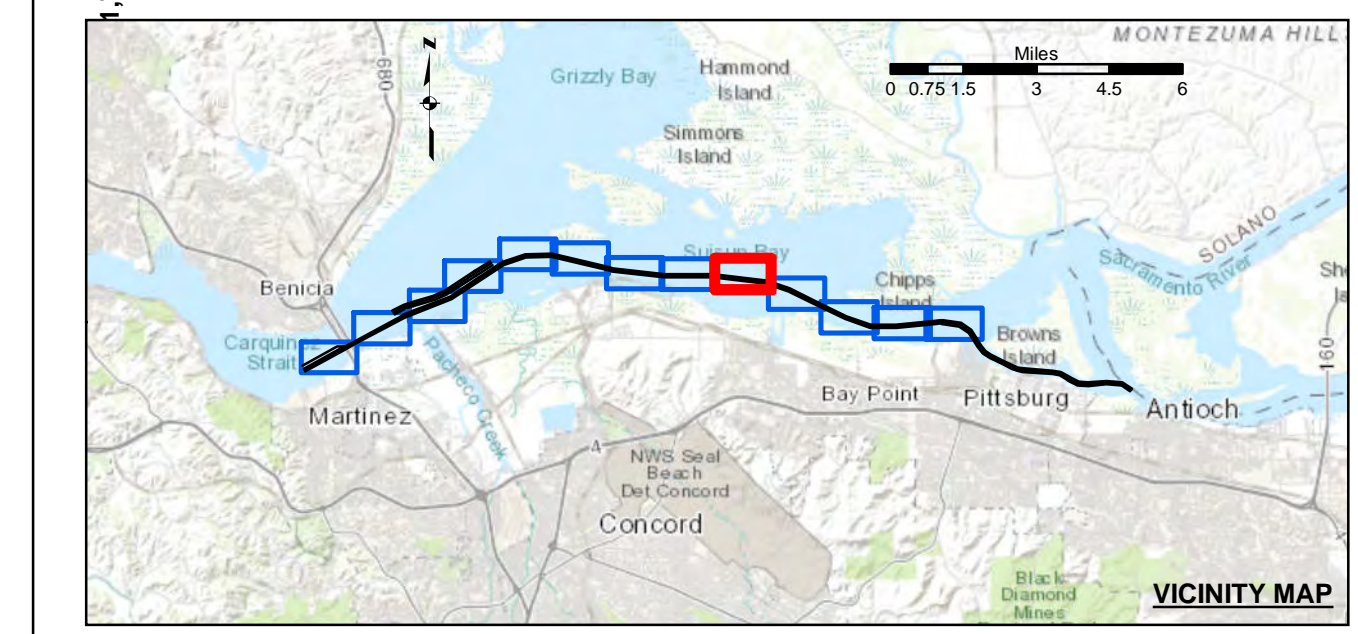 MONTEZUMA HILL
Miles
0 0.75 1.5 3 4.5 6
N
680
Grizzly Bay
Hammond
Island
Simmons
Island
SOLANO
Sacramento River
Suisun Bay
Chipps
Island
Benicia
Carquinez
Strait
Browns
Island
160
Pacheco Creek
Martinez
Bay Point
Pittsburg
Antioch
4
NWS Seal
Beach
Det Concord
Concord
4
Black
Diamond
Mines
VICINITY MAP